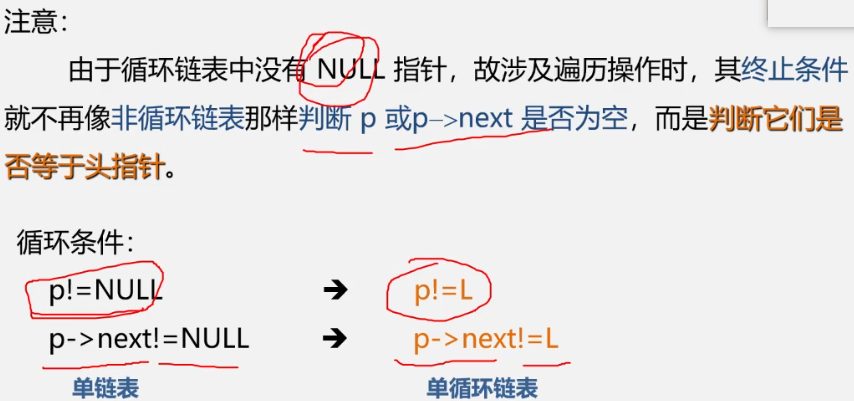 注意：
由于循环链表中没有 NULL 指针，故涉及遍历操作时，其终止条件
就不再像非循环链表那样判断 p 或p->next 是否为空，而是判断它们是
否等于头指针。
循环条件：
p!=NULL → p!=L
p->next!=NULL → p->next!=L
单链表 单循环链表